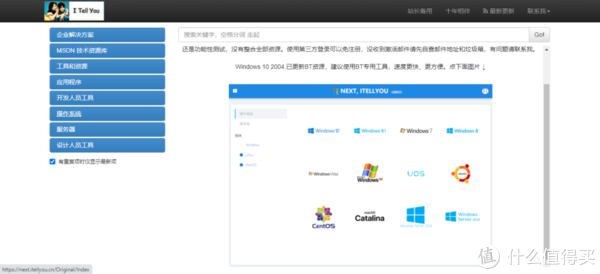 I Tell You
站长备用 十年相伴 最新更新 联系我
企业解决方案
MSDN 技术资源库
工具和资源
应用程序
开发人员工具
操作系统
服务器
设计人员工具
有重复项时仅显示最新项
搜索关键字，空格分词 走起 Go!
还是功能性测试，没有整合全部资源。使用第三方登录可以免注册，没收到激活邮件请先自查邮件地址和垃圾箱，有问题请联系我。
Windows 10 2004 已更新BT资源，建议使用BT专用工具，速度更快、更方便。点下面图片↓
NEXT, ITELLYOU
Windows 10 Windows 8.1 Windows 7 Windows 8
Windows Vista Windows xp UOS ubuntu
CentOS macOS Catalina Windows Server 2016 Windows Server 2019
https://next.itellyou.cn/Original/Index
值 什么值得买